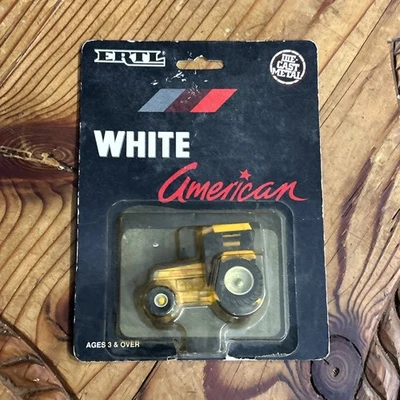 ERTL
DIE-
CAST
METAL
WHITE
American
AGES 3 & OVER